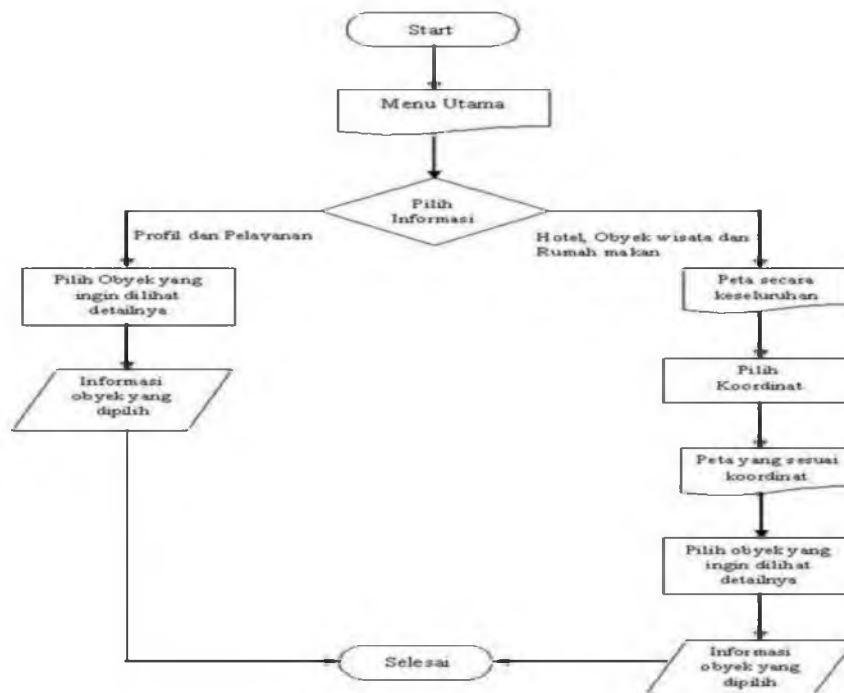 Start
Menu Utama
Pilih
Informasi
Profil dan Pelayanan
Hotel, Obyek wisata dan
Rumah makan
Pilih Obyek yang
ingin dilihat
detailnya
Peta secara
keseluruhan
Informasi
obyek yang
dipilih
Pilih
Koordinat
Peta yang sesuai
koordinat
Pilih obyek yang
ingin dilihat
detailnya
Informasi
obyek yang
dipilih
Selesai